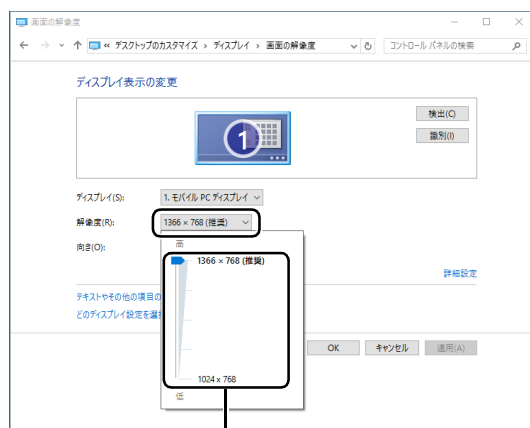 画面の解像度
« デスクトップのカスタマイズ › ディスプレイ › 画面の解像度
コントロール パネルの検索
ディスプレイ表示の変更
1
検出(C)
識別(I)
ディスプレイ(S):
1. モバイル PC ディスプレイ
解像度(R):
1366 × 768 (推奨)
向き(O):
高
1366 × 768 (推奨)
詳細設定
テキストやその他の項目の
どのディスプレイ設定を選
OK
キャンセル
適用(A)
1024 x 768
低